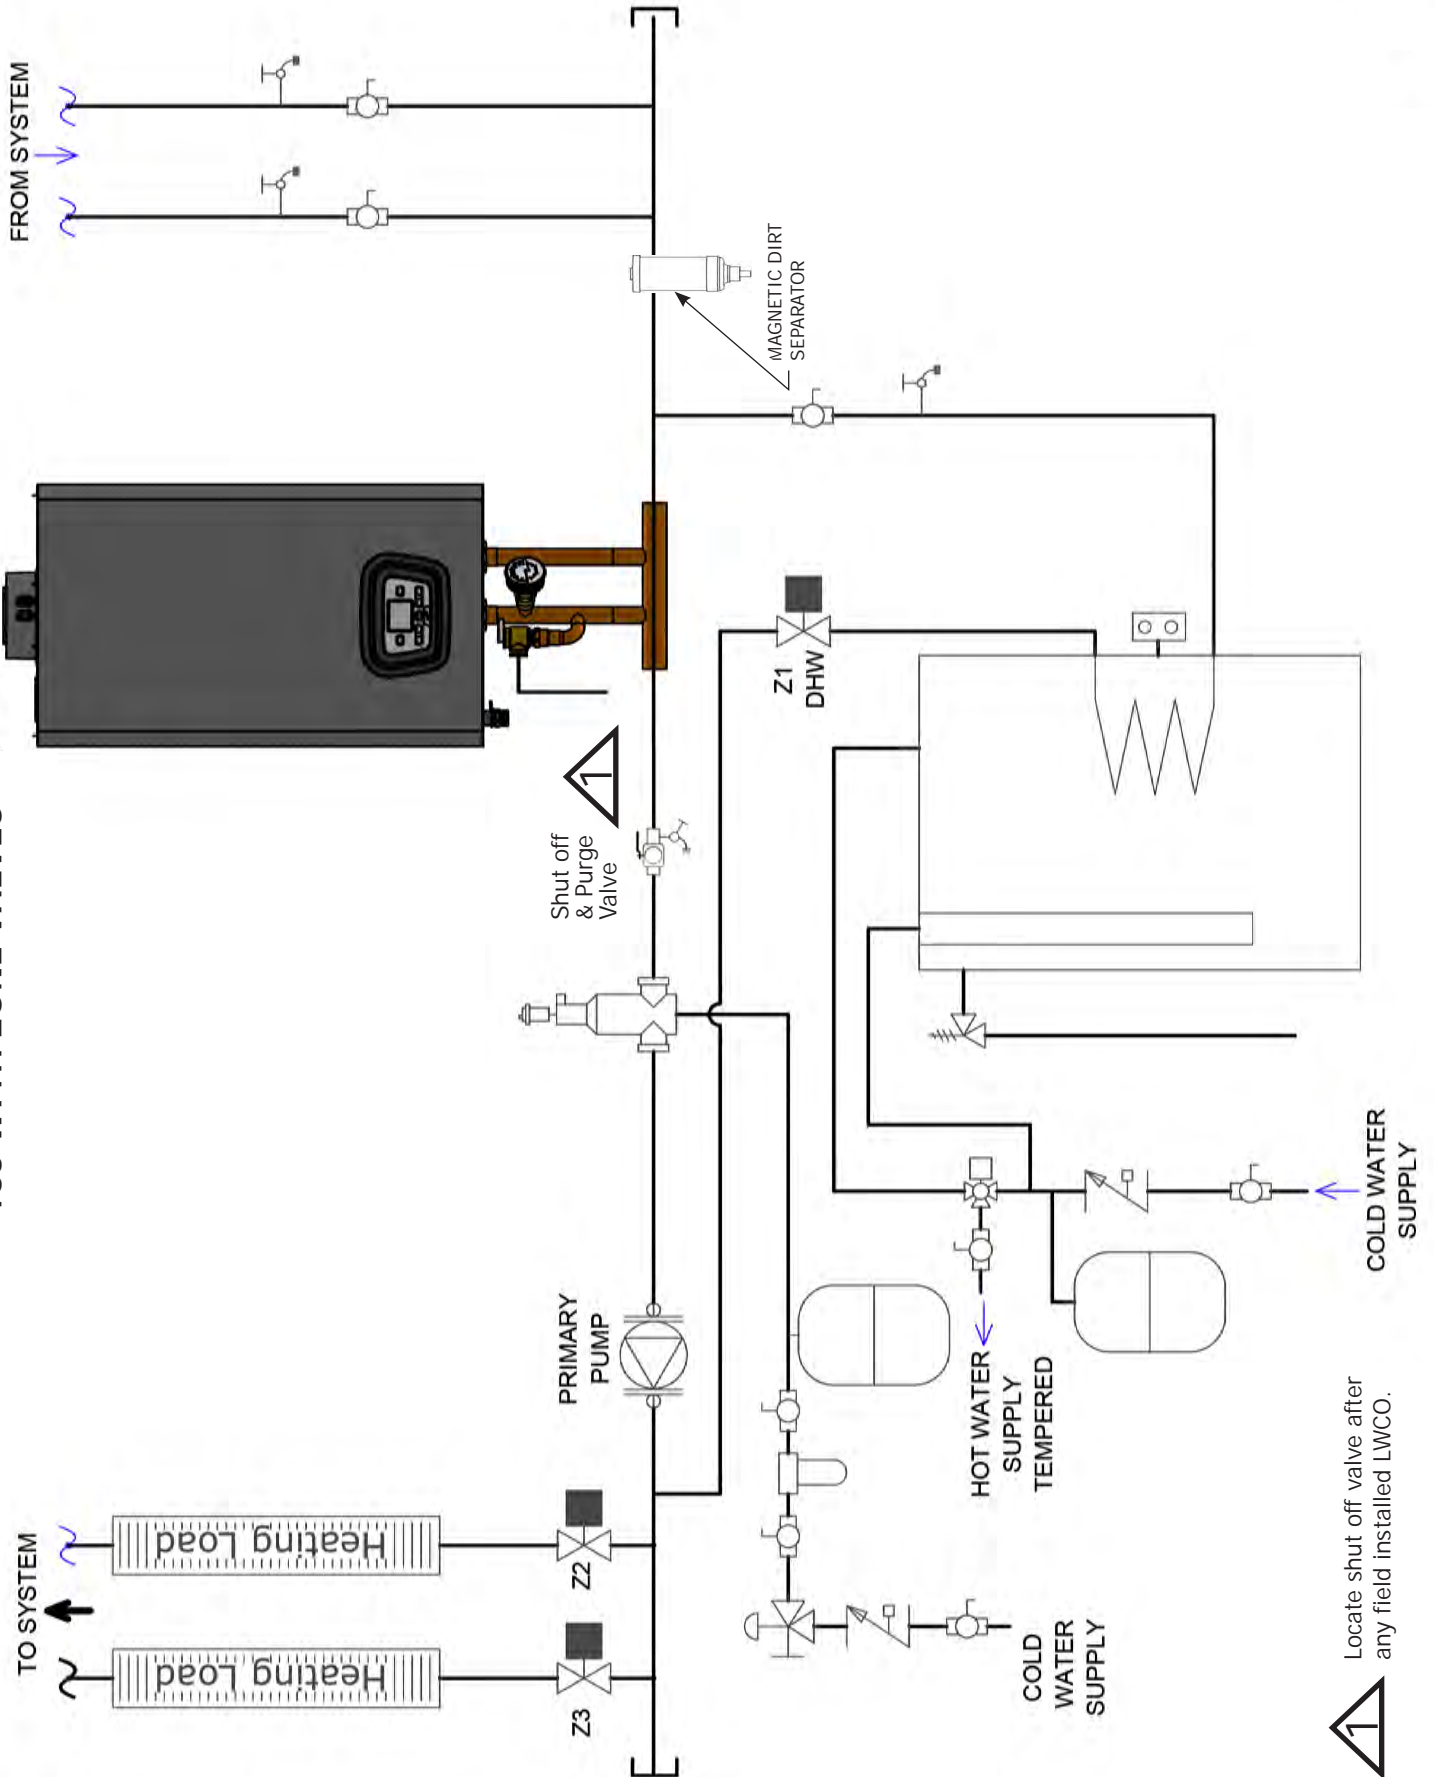 FROM SYSTEM
MAGNETIC DIRT
SEPARATOR
Z1
DHW
1
Shut off
& Purge
Valve
PRIMARY
PUMP
TO SYSTEM
Heating Load
Heating Load
Z2
Z3
HOT WATER
SUPPLY
TEMPERED
COLD WATER
SUPPLY
COLD
WATER
SUPPLY
1
Locate shut off valve after
any field installed LWCO.